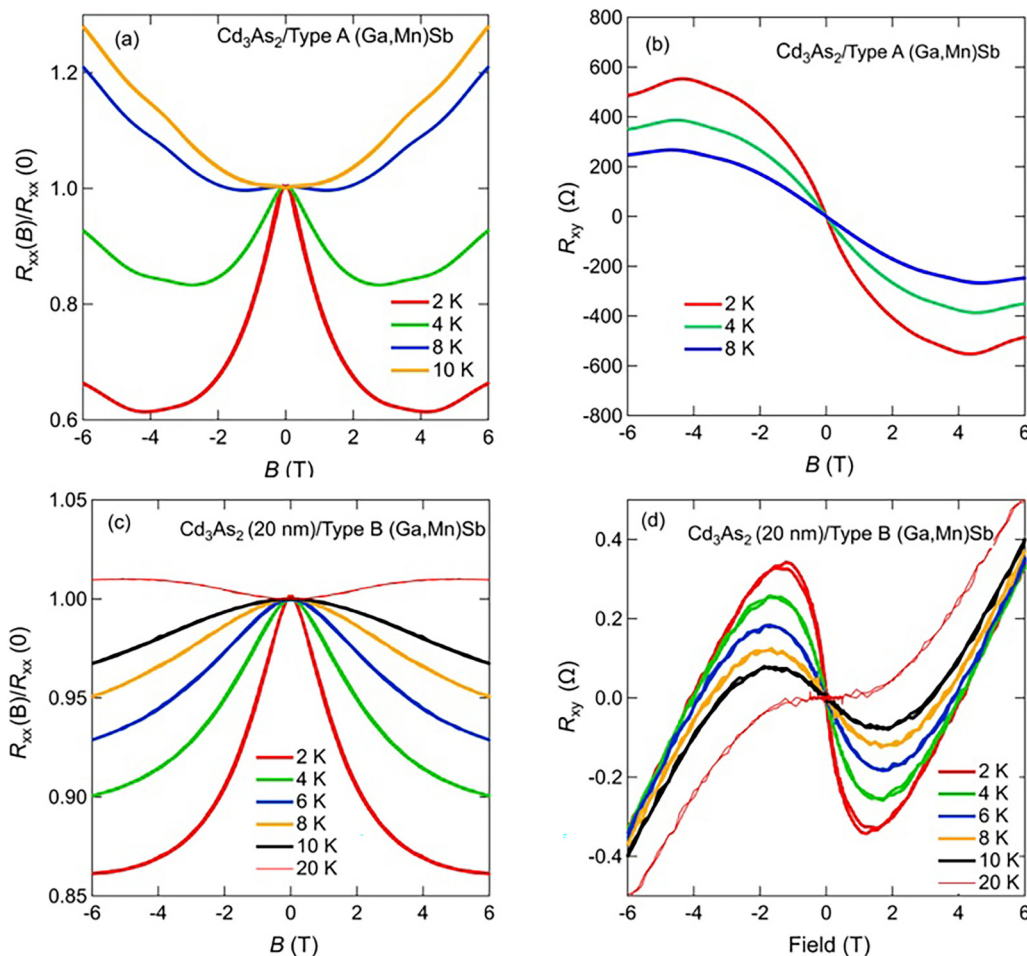 (a)
Cd₃As₂/Type A (Ga,Mn)Sb
1.2
1.0
0.8
0.6
Rxx(B)/Rxx (0)
2 K
4 K
8 K
10 K
-6 -4 -2 0 2 4 6
B (T)
(b)
Cd₃As₂/Type A (Ga,Mn)Sb
800
600
400
200
0
-200
-400
-600
-800
Rxy (Ω)
2 K
4 K
8 K
-6 -4 -2 0 2 4 6
B (T)
(c)
Cd₃As₂ (20 nm)/Type B (Ga,Mn)Sb
1.05
1.00
0.95
0.90
0.85
Rxx(B)/Rxx (0)
2 K
4 K
6 K
8 K
10 K
20 K
-6 -4 -2 0 2 4 6
B (T)
(d)
Cd₃As₂ (20 nm)/Type B (Ga,Mn)Sb
0.4
0.2
0.0
-0.2
-0.4
Rxy (Ω)
2 K
4 K
6 K
8 K
10 K
20 K
-6 -4 -2 0 2 4 6
Field (T)